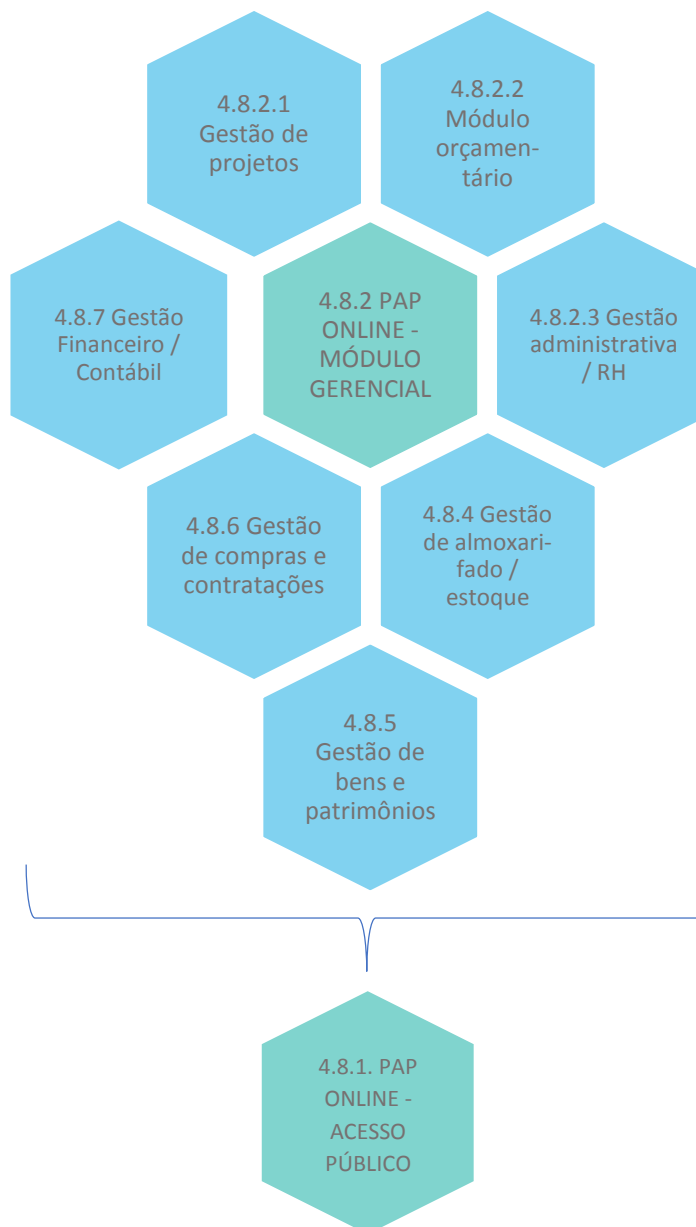 4.8.2.1
Gestão de
projetos
4.8.2.2
Módulo
orçamen-
tário
4.8.7 Gestão
Financeiro /
Contábil
4.8.2 PAP
ONLINE -
MÓDULO
GERENCIAL
4.8.2.3 Gestão
administrativa
/ RH
4.8.6 Gestão
de compras e
contratações
4.8.4 Gestão
de almoxari-
fado /
estoque
4.8.5
Gestão de
bens e
patrimônios
4.8.1. PAP
ONLINE -
ACESSO
PÚBLICO